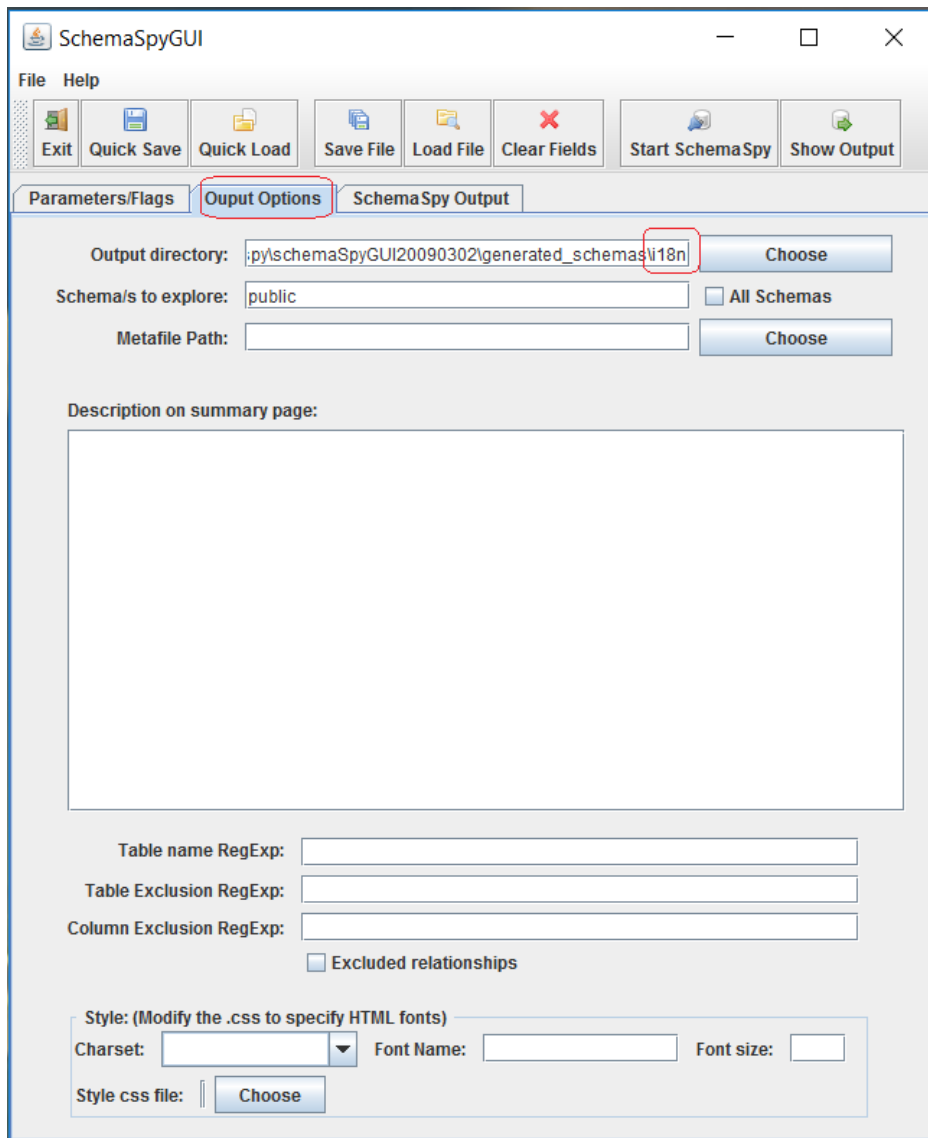 SchemaSpyGUI
File Help
Exit Quick Save Quick Load Save File Load File Clear Fields Start SchemaSpy Show Output
Parameters/Flags Ouput Options SchemaSpy Output
Output directory: spy\schemaSpyGUI20090302\generated_schemas\i18n Choose
Schema/s to explore: public All Schemas
Metafile Path: Choose
Description on summary page:
Table name RegExp:
Table Exclusion RegExp:
Column Exclusion RegExp:
Excluded relationships
Style: (Modify the .css to specify HTML fonts)
Charset: Font Name: Font size:
Style css file: Choose